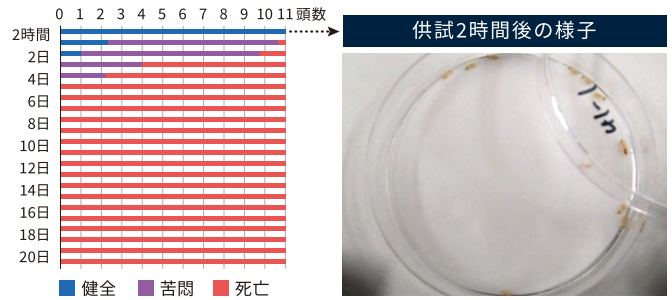 0 1 2 3 4 5 6 7 8 9 10 11 頭数
2時間
2日
4日
6日
8日
10日
12日
14日
16日
18日
20日
健全 苦悶 死亡
供試2時間後の様子